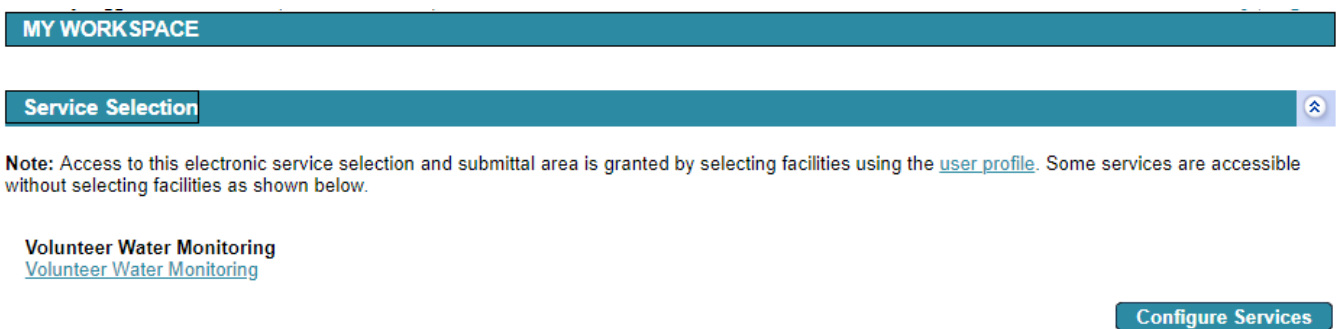 MY WORKSPACE
Service Selection
Note: Access to this electronic service selection and submittal area is granted by selecting facilities using the user profile. Some services are accessible
without selecting facilities as shown below.
Volunteer Water Monitoring
Volunteer Water Monitoring
Configure Services